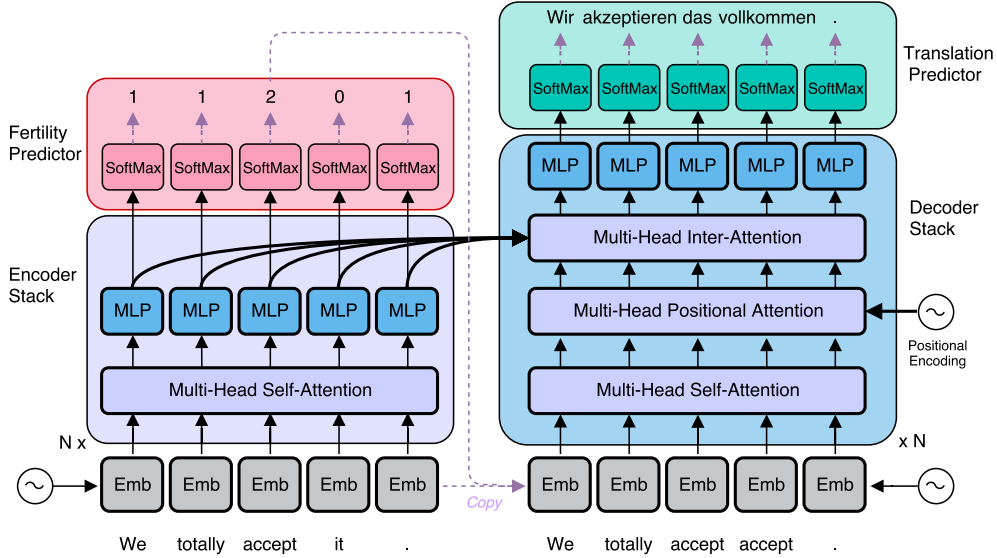 Wir akzeptieren das vollkommen .
Translation
Predictor
SoftMax SoftMax SoftMax SoftMax SoftMax
1 1 2 0 1
Fertility
Predictor
SoftMax SoftMax SoftMax SoftMax SoftMax
MLP MLP MLP MLP MLP
Decoder
Stack
Multi-Head Inter-Attention
Encoder
Stack
MLP MLP MLP MLP MLP
Multi-Head Positional Attention
Positional
Encoding
Multi-Head Self-Attention
Multi-Head Self-Attention
N x
x N
Emb Emb Emb Emb Emb
Copy
Emb Emb Emb Emb Emb
We totally accept it .
We totally accept accept .